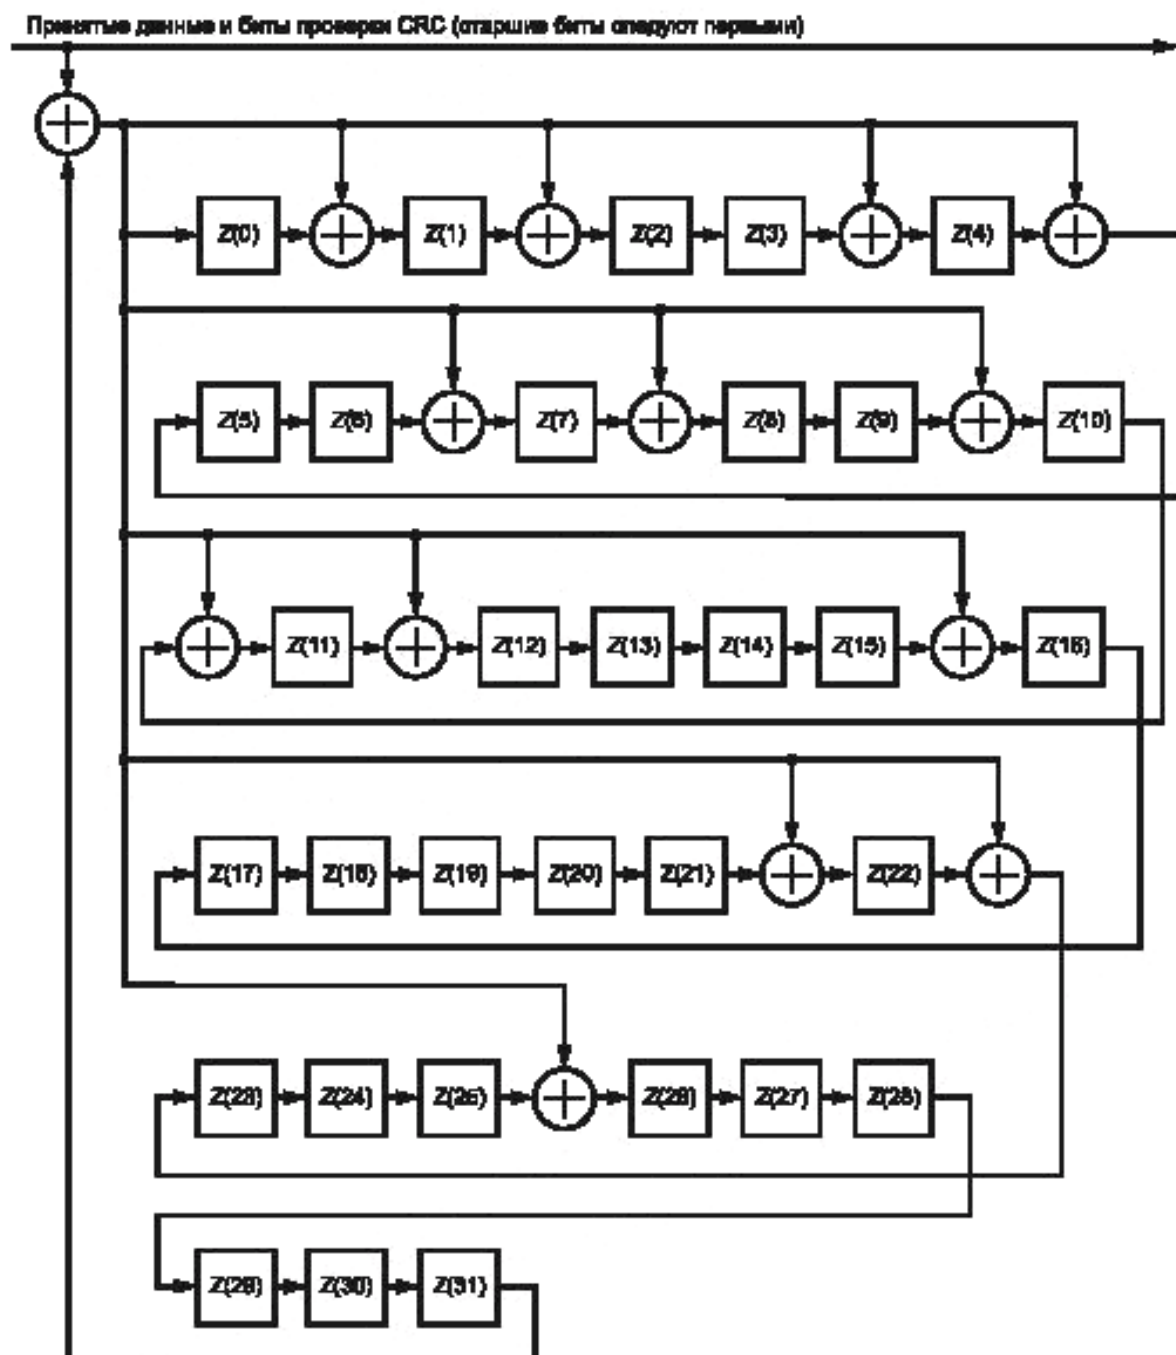 Принятые данные и биты проверки CRC (старшие биты следуют первыми)
Z(0) Z(1) Z(2) Z(3) Z(4)
Z(5) Z(6) Z(7) Z(8) Z(9) Z(10)
Z(11) Z(12) Z(13) Z(14) Z(15) Z(16)
Z(17) Z(18) Z(19) Z(20) Z(21) Z(22)
Z(23) Z(24) Z(25) Z(26) Z(27) Z(28)
Z(29) Z(30) Z(31)